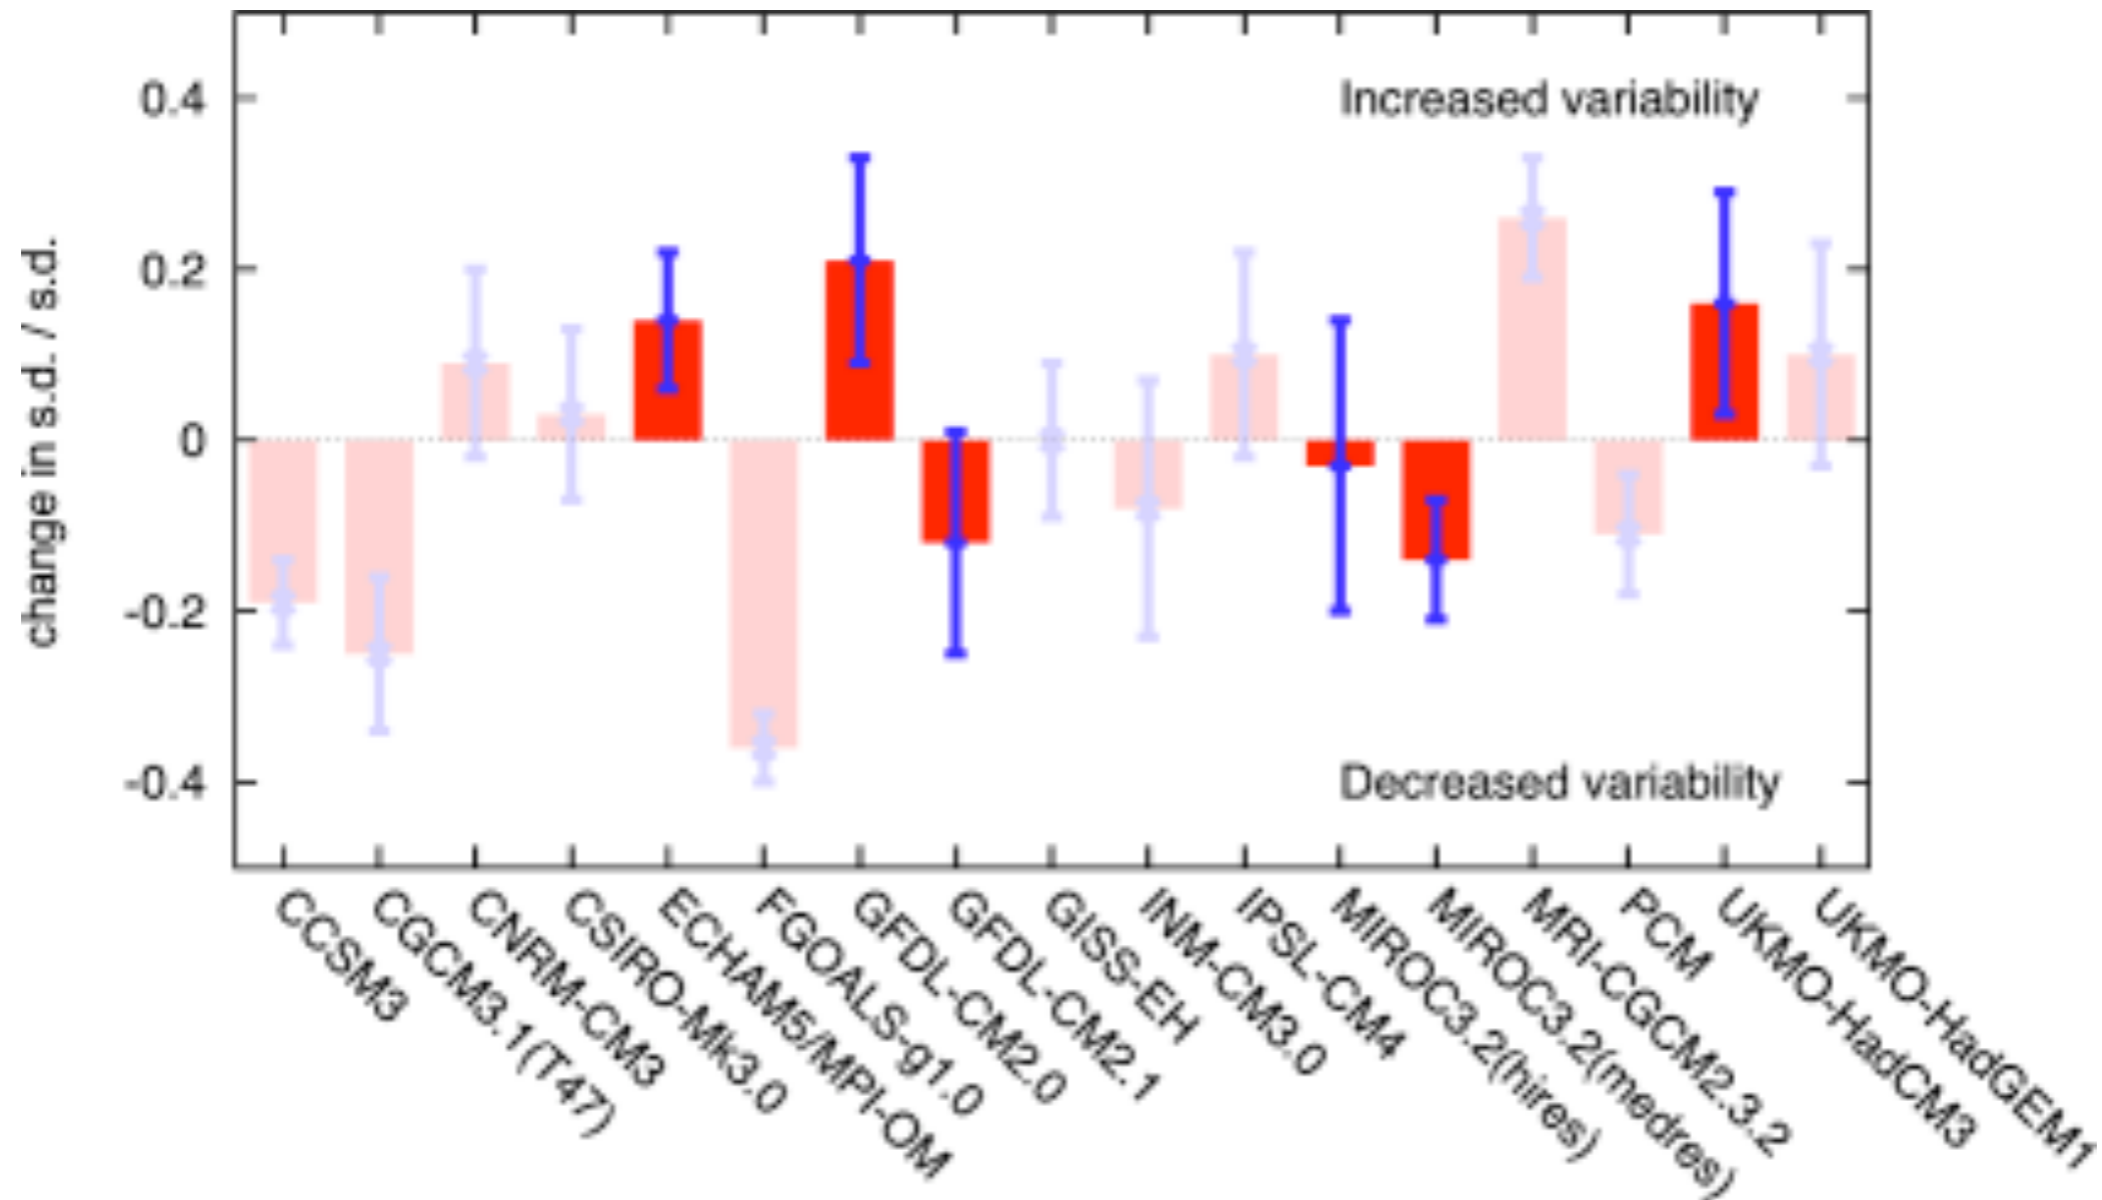 Increased variability
0.4
0.2
0
-0.2
-0.4
change in s.d. / s.d.
Decreased variability
CCSM3
CGCM3.1(T47)
CNRM-CM3
CSIRO-Mk3.0
ECHAM5/MPI-OM
FGOALS-g1.0
GFDL-CM2.0
GFDL-CM2.1
GISS-EH
INM-CM3.0
IPSL-CM4
MIROC3.2(hires)
MIROC3.2(medres)
MRI-CGCM2.3.2
PCM
UKMO-HadCM3
UKMO-HadGEM1